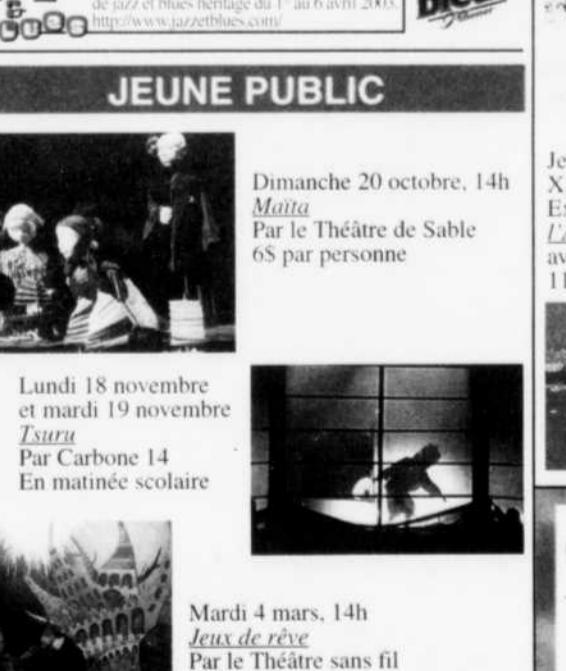 de jazz et blues héritage du 1er au 6 avril 2003.
http://www.jazzetblues.com/
JEUNE PUBLIC
Dimanche 20 octobre, 14h
Maïta
Par le Théâtre de Sable
6$ par personne
Lundi 18 novembre
et mardi 19 novembre
Tsuru
Par Carbone 14
En matinée scolaire
Mardi 4 mars, 14h
Jeux de rêve
Par le Théâtre sans fil